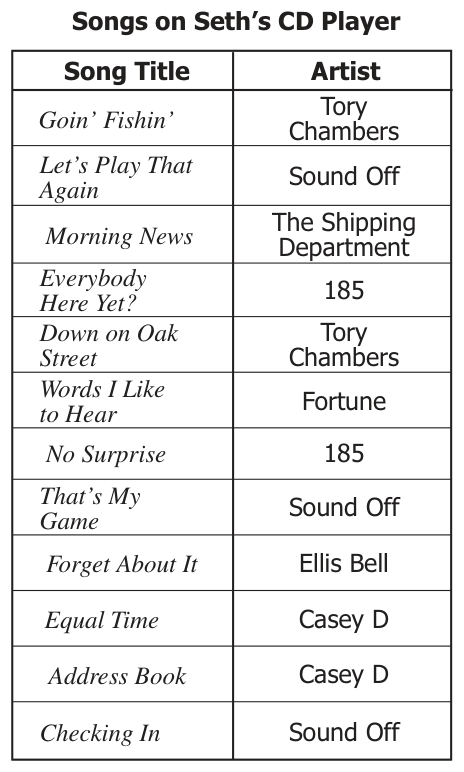 Songs on Seth's CD Player
Song Title
Artist
Goin' Fishin'
Tory
Chambers
Let's Play That
Again
Sound Off
Morning News
The Shipping
Department
Everybody
Here Yet?
185
Down on Oak
Street
Tory
Chambers
Words I Like
to Hear
Fortune
No Surprise
185
That's My
Game
Sound Off
Forget About It
Ellis Bell
Equal Time
Casey D
Address Book
Casey D
Checking In
Sound Off